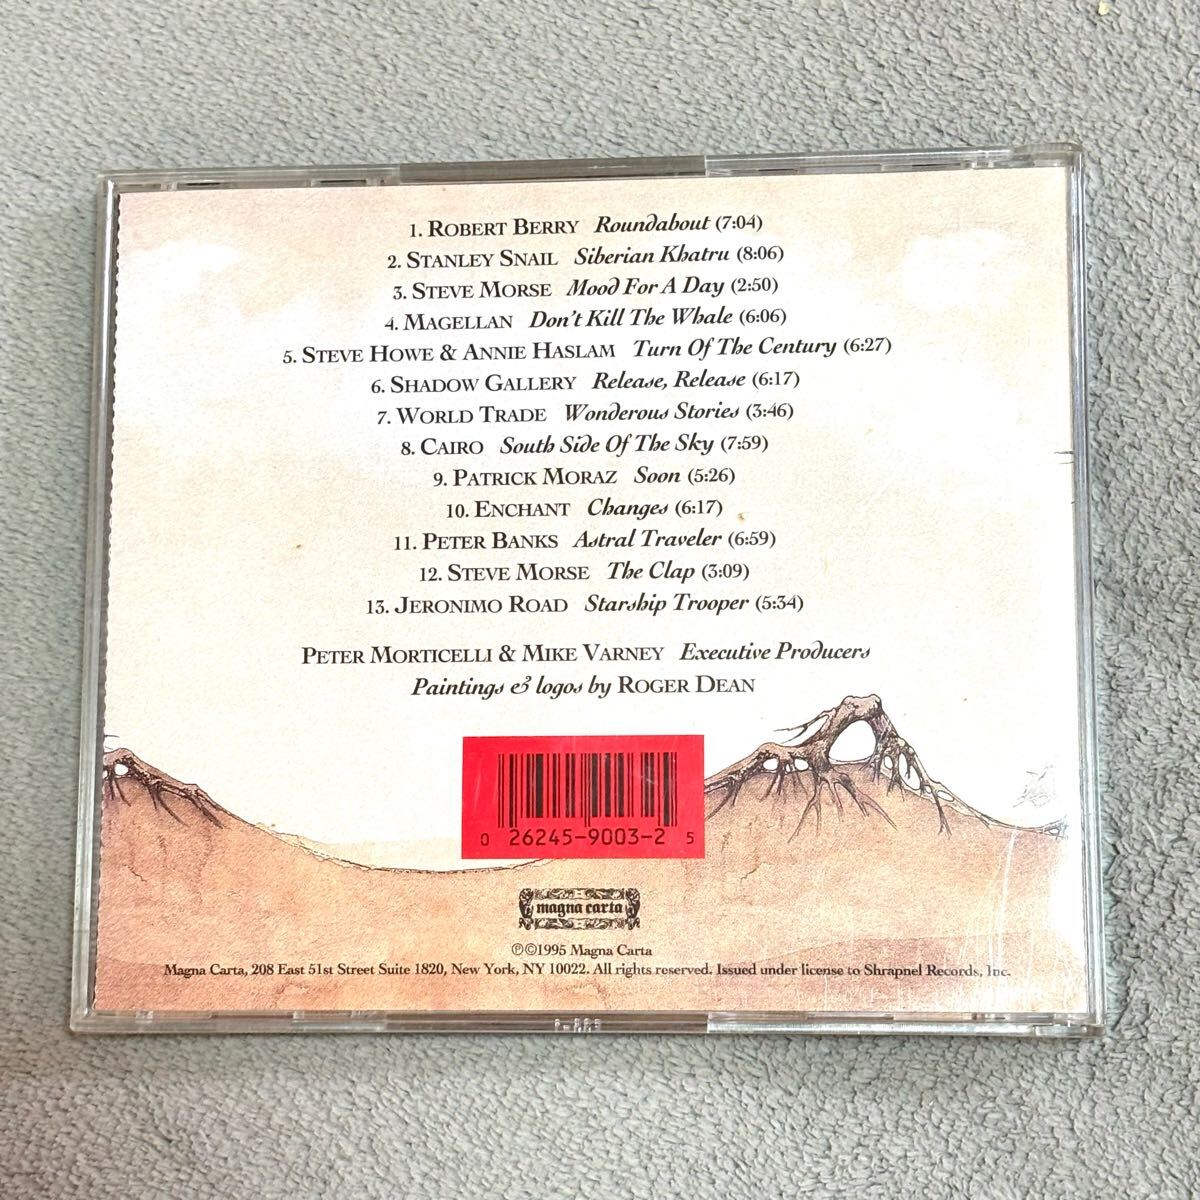 1. ROBERT BERRY Roundabout (7:04)
2. STANLEY SNAIL Siberian Khatru (8:06)
3. STEVE MORSE Mood For A Day (2:50)
4. MAGELLAN Don't Kill The Whale (6:06)
5. STEVE HOWE & ANNIE HASLAM Turn Of The Century (6:27)
6. SHADOW GALLERY Release, Release (6:17)
7. WORLD TRADE Wonderous Stories (3:46)
8. CAIRO South Side Of The Sky (7:59)
9. PATRICK MORAZ Soon (5:26)
10. ENCHANT Changes (6:17)
11. PETER BANKS Astral Traveler (6:59)
12. STEVE MORSE The Clap (3:09)
13. JERONIMO ROAD Starship Trooper (5:34)
PETER MORTICELLI & MIKE VARNEY Executive Producers
Paintings & logos by ROGER DEAN
0 26245-9003-2 5
magna carta
℗©1995 Magna Carta
Magna Carta, 208 East 51st Street Suite 1820, New York, NY 10022. All rights reserved. Issued under license to Shrapnel Records, Inc.